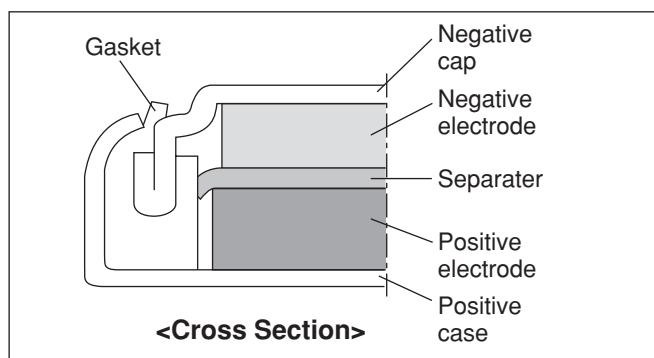 Gasket
Negative
cap
Negative
electrode
Separater
Positive
electrode
Positive
case
<Cross Section>